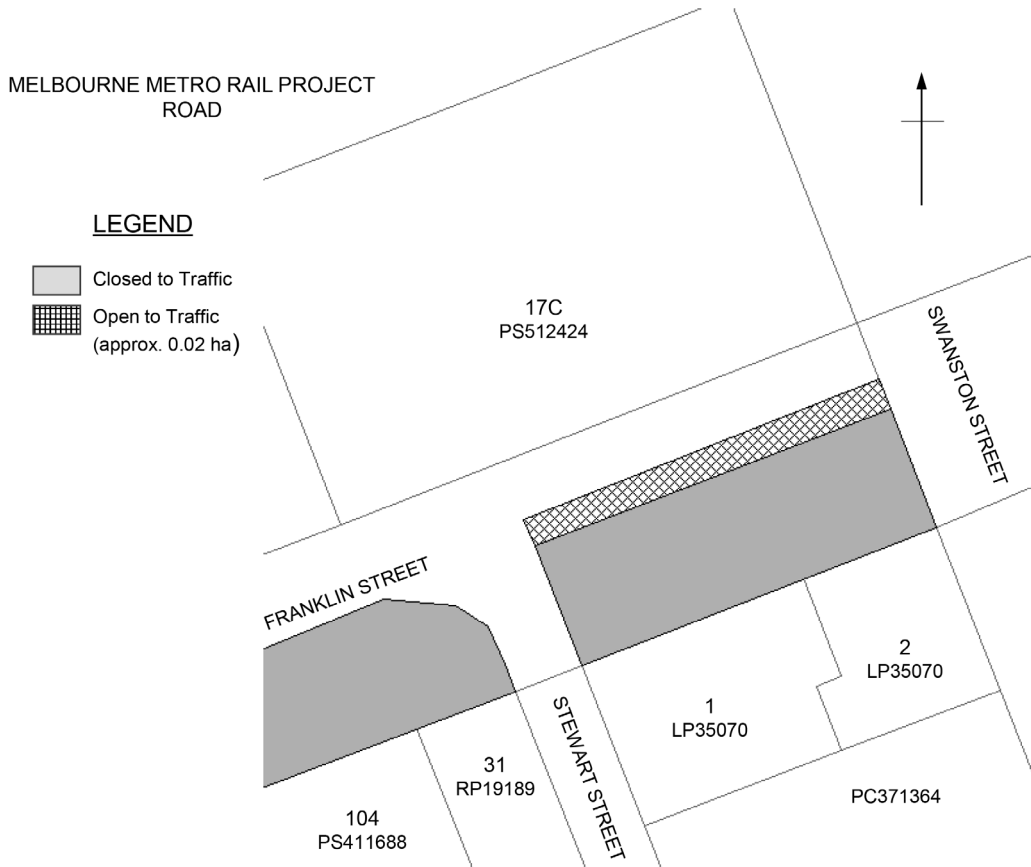 MELBOURNE METRO RAIL PROJECT
ROAD
LEGEND
Closed to Traffic
Open to Traffic
(approx. 0.02 ha)
17C
PS512424
SWANSTON STREET
FRANKLIN STREET
STEWART STREET
1
LP35070
2
LP35070
31
RP19189
104
PS411688
PC371364